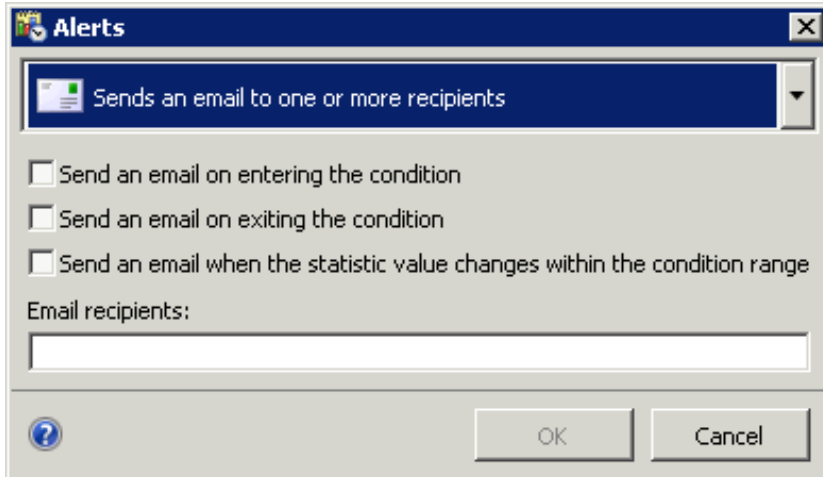 Alerts
Sends an email to one or more recipients
Send an email on entering the condition
Send an email on exiting the condition
Send an email when the statistic value changes within the condition range
Email recipients:
OK Cancel